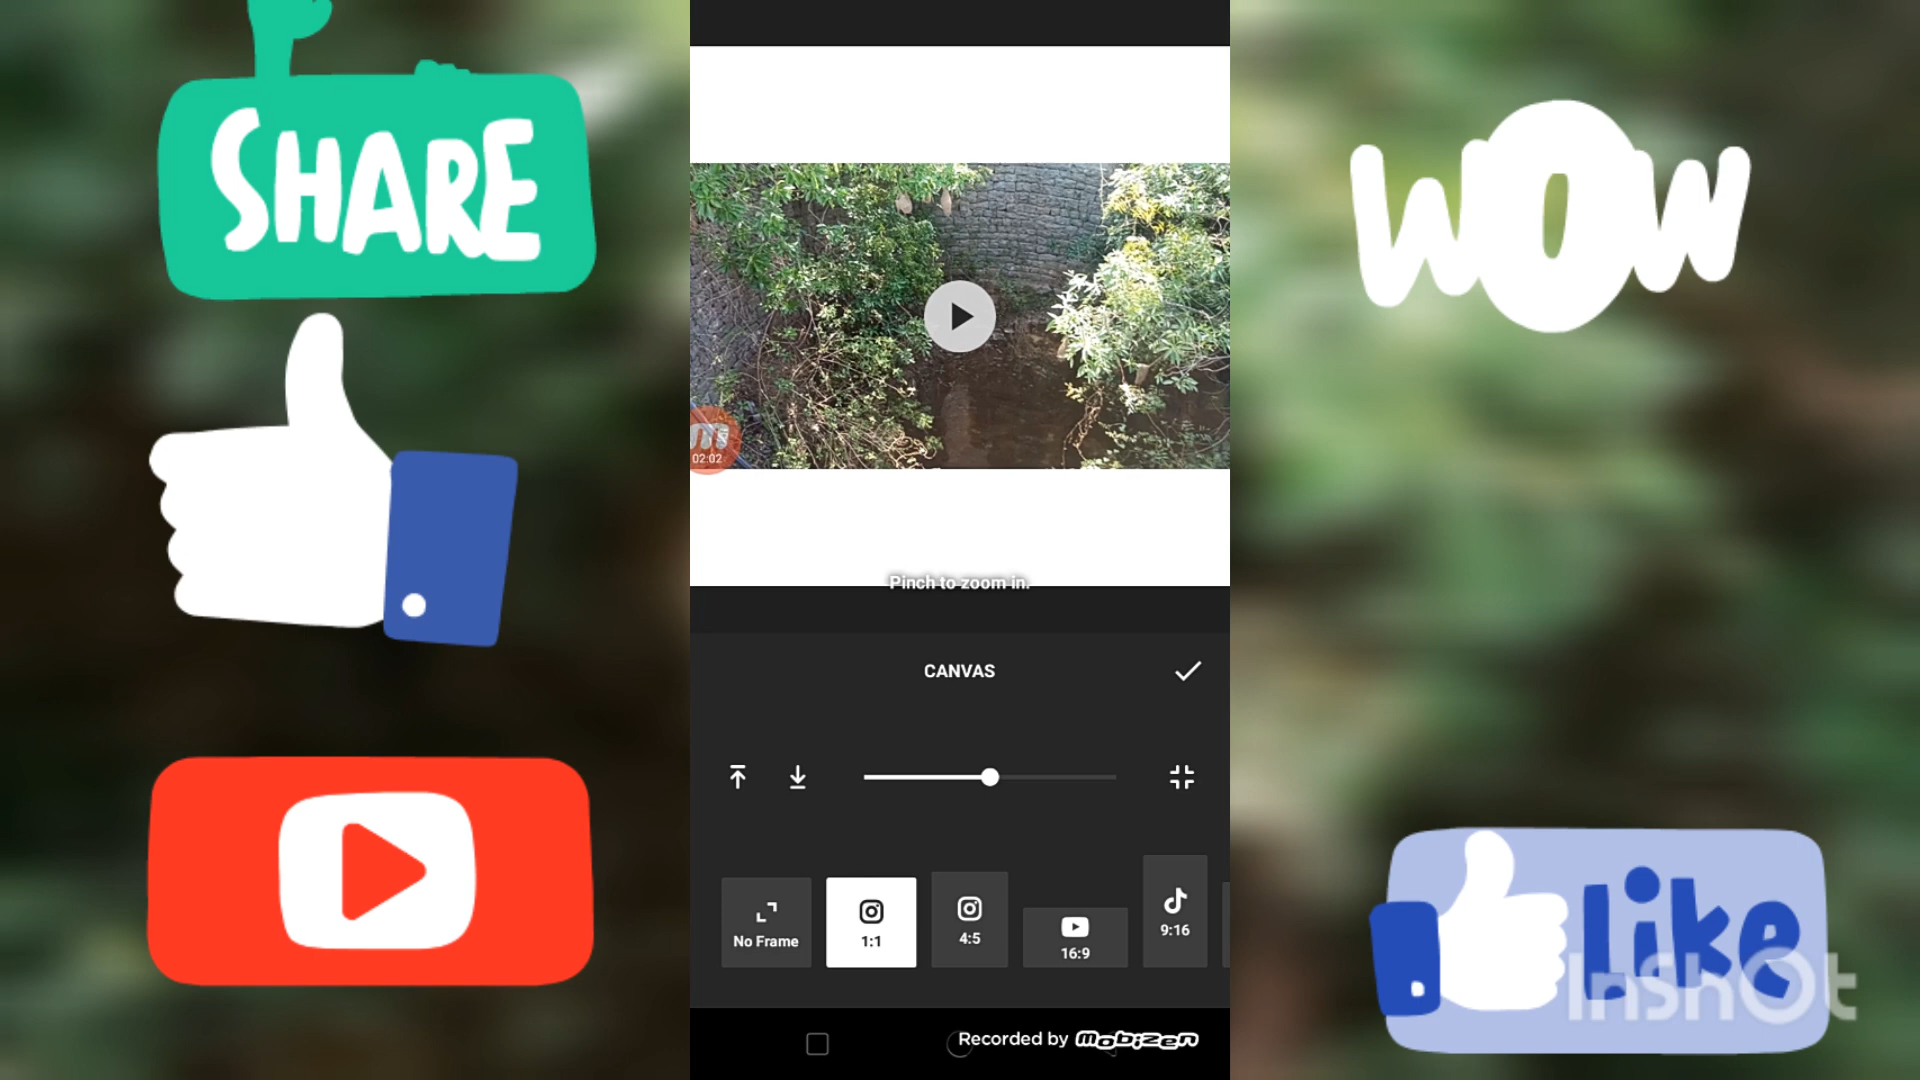 SHARE
WOW
02:02
Pinch to zoom in.
CANVAS
No Frame
1:1
4:5
16:9
9:16
Like
InShOt
Recorded by mobizen